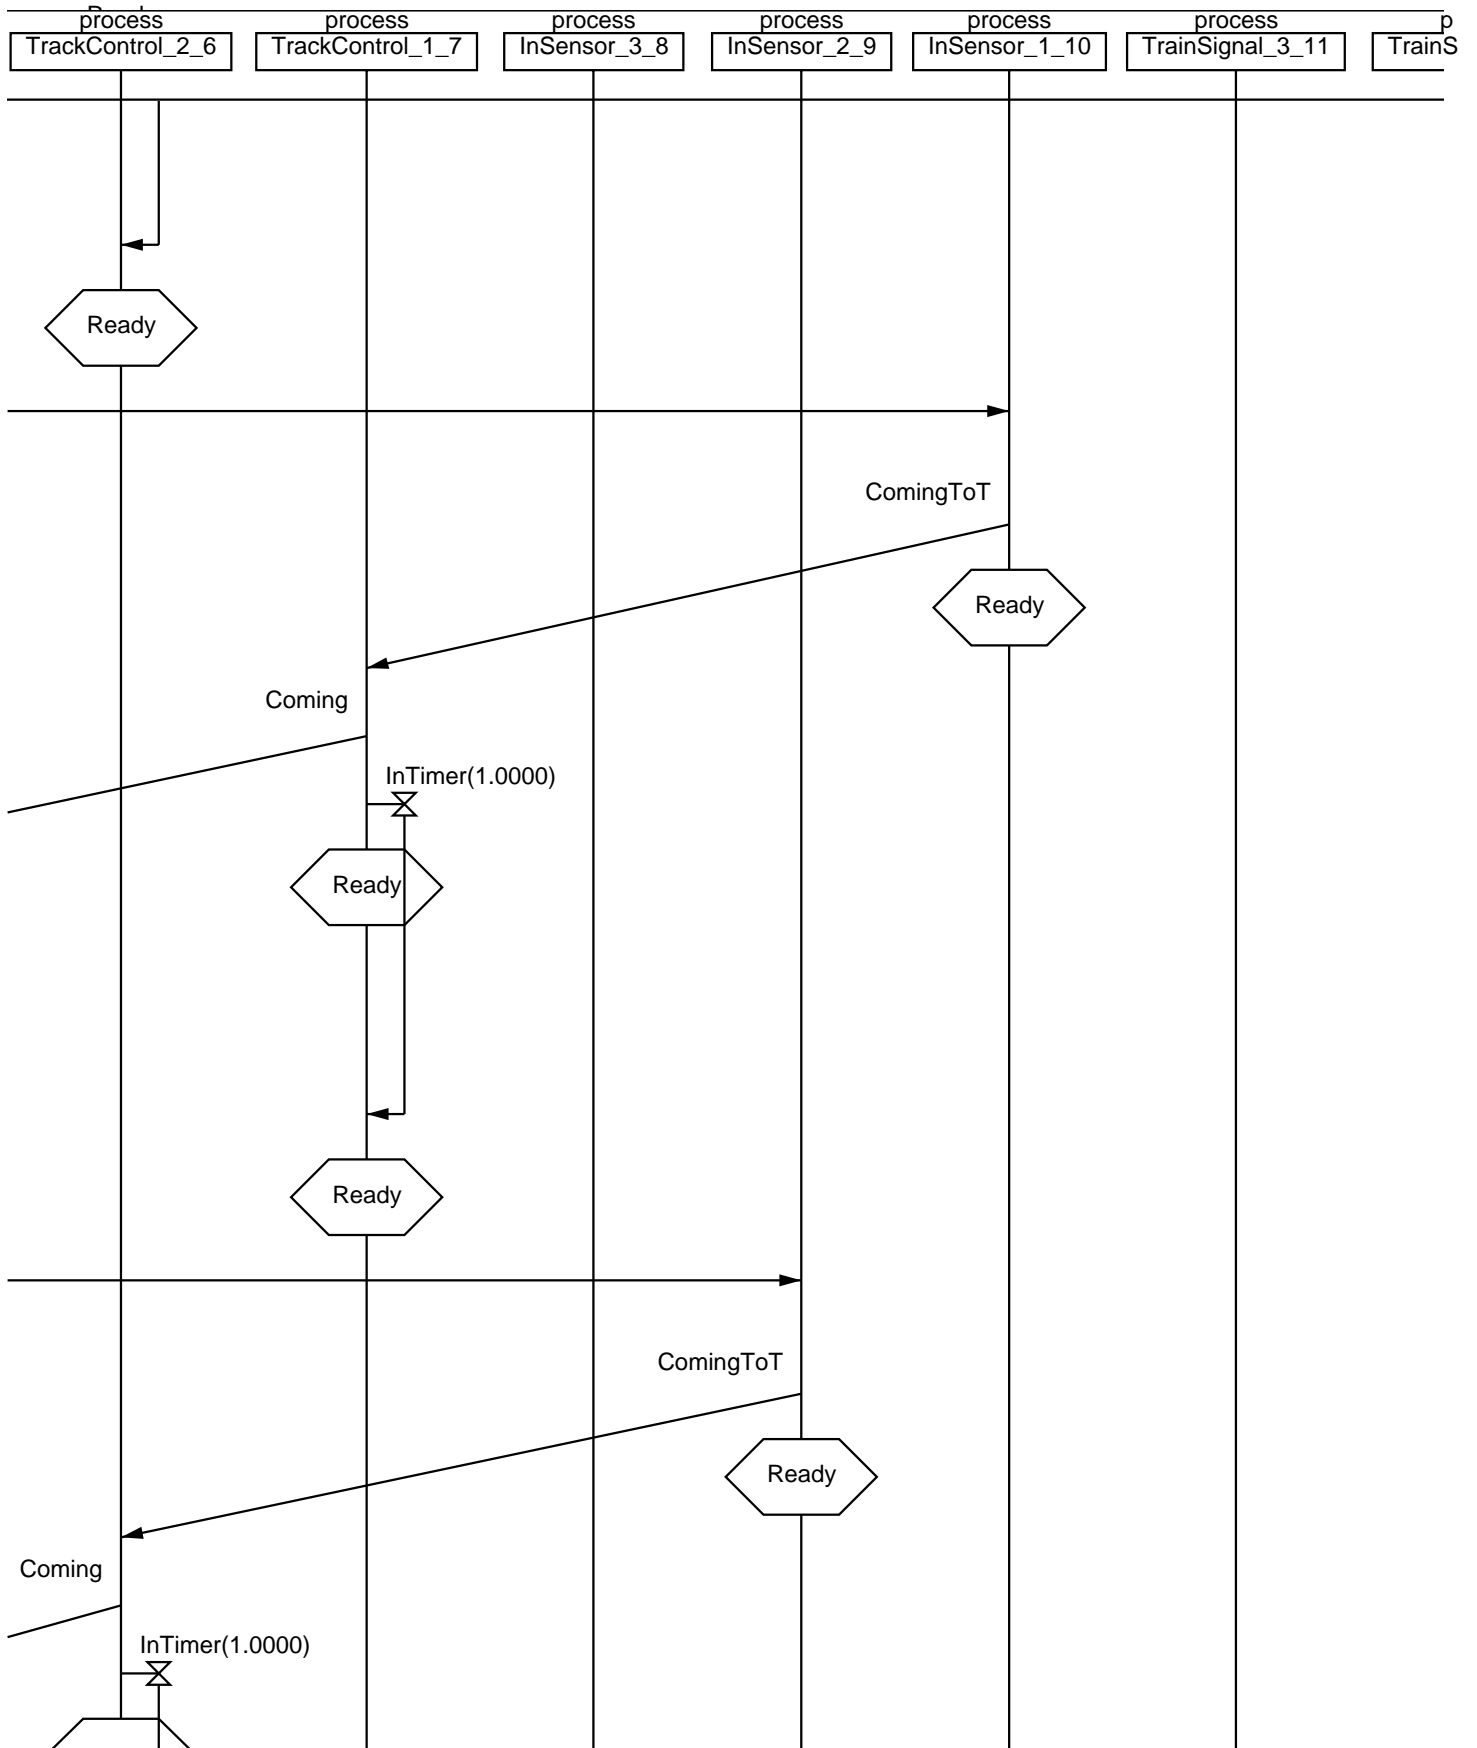 process process process process process process p
TrackControl_2_6 TrackControl_1_7 InSensor_3_8 InSensor_2_9 InSensor_1_10 TrainSignal_3_11 TrainS
Ready
ComingToT
Ready
Coming
InTimer(1.0000)
Ready
Ready
ComingToT
Ready
Coming
InTimer(1.0000)